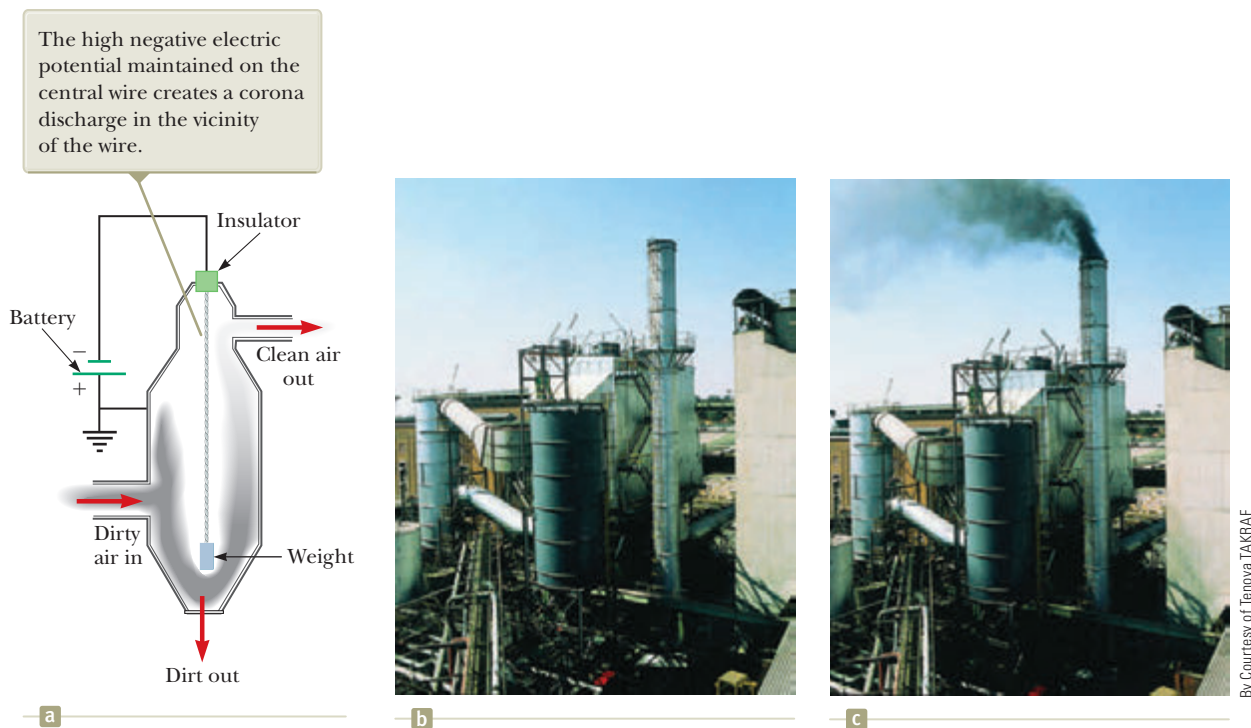 The high negative electric
potential maintained on the
central wire creates a corona
discharge in the vicinity
of the wire.
Insulator
Battery
−
+
Clean air
out
Dirty
air in
Weight
Dirt out
a
b
c
By Courtesy of Tenova TAKRAF